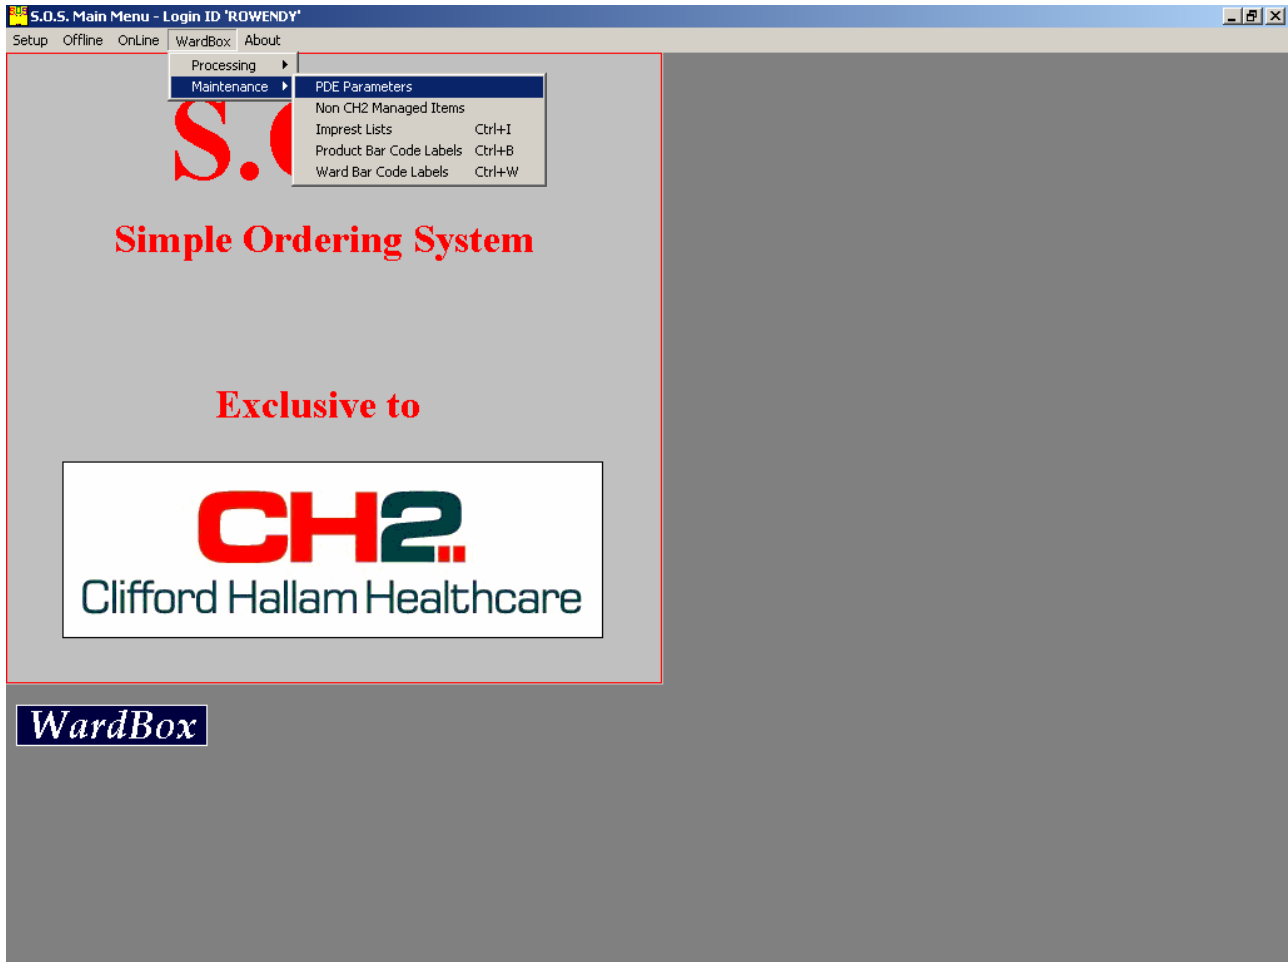 S.O.S. Main Menu - Login ID 'ROWENDY'
Setup Offline OnLine WardBox About
Processing
Maintenance
PDE Parameters
Non CH2 Managed Items
Imprest Lists Ctrl+I
Product Bar Code Labels Ctrl+B
Ward Bar Code Labels Ctrl+W
Simple Ordering System
Exclusive to
CH2
Clifford Hallam Healthcare
WardBox